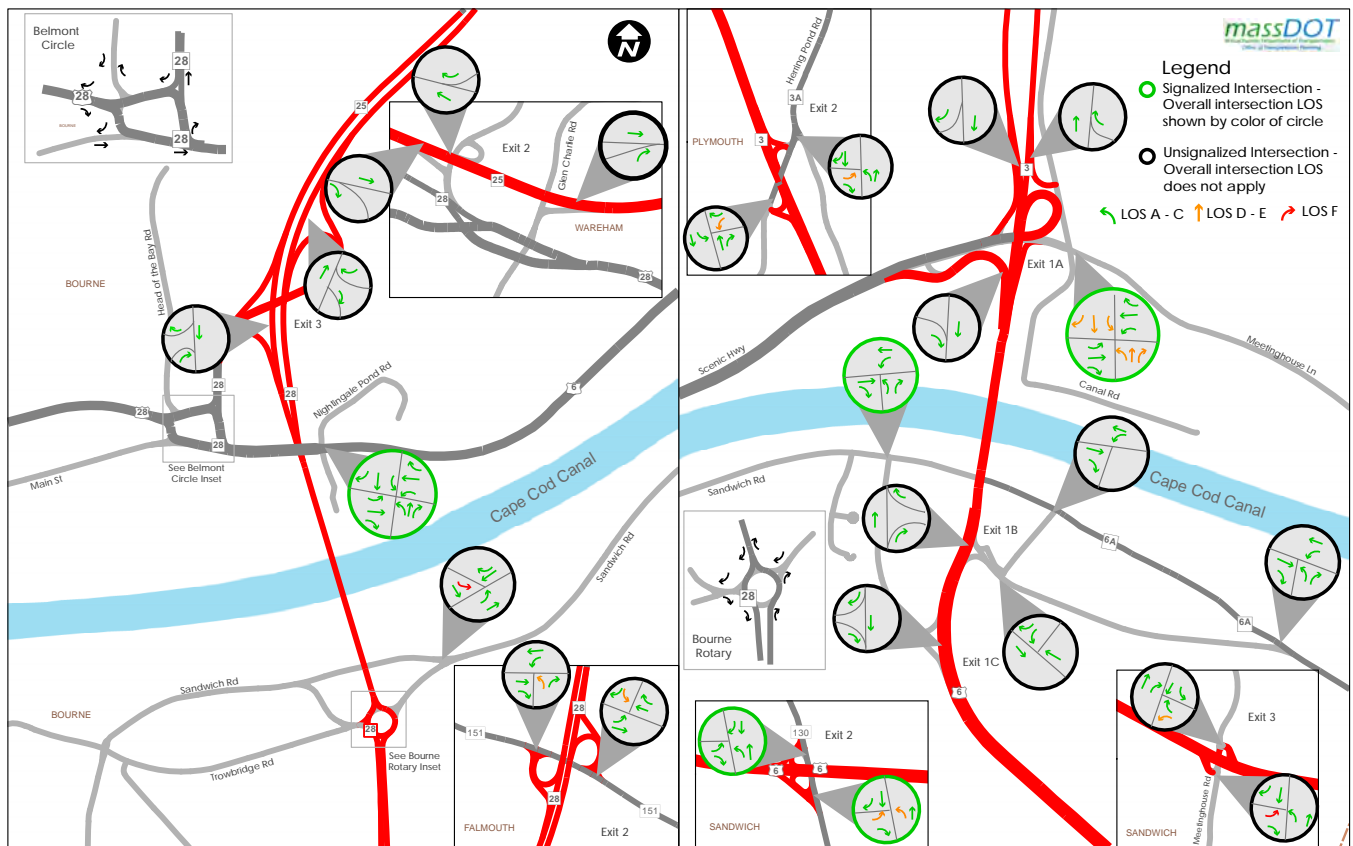 Belmont
Circle
28
28
28
BOURNE
N
25
Exit 2
Glen Charlie Rd
25
28
WAREHAM
28
BOURNE
Head of the Bay Rd
Exit 3
28
28
Nightingale Pond Rd
6
28
28
See Belmont
Circle Inset
Main St
Cape Cod Canal
Sandwich Rd
Sandwich Rd
BOURNE
28
See Bourne
Rotary Inset
Trowbridge Rd
151
28
28
151
FALMOUTH
Exit 2
Herring Pond Rd
3A
Exit 2
PLYMOUTH
3
massDOT
Legend
Signalized Intersection -
Overall intersection LOS
shown by color of circle
Unsignalized Intersection -
Overall intersection LOS
does not apply
LOS A - C
LOS D - E
LOS F
3
Exit 1A
Scenic Hwy
Meetinghouse Ln
Canal Rd
Cape Cod Canal
Sandwich Rd
Exit 1B
6A
6A
28
Bourne
Rotary
Exit 1C
6
130
Exit 2
6
6
SANDWICH
Exit 3
Meetinghouse Rd
SANDWICH